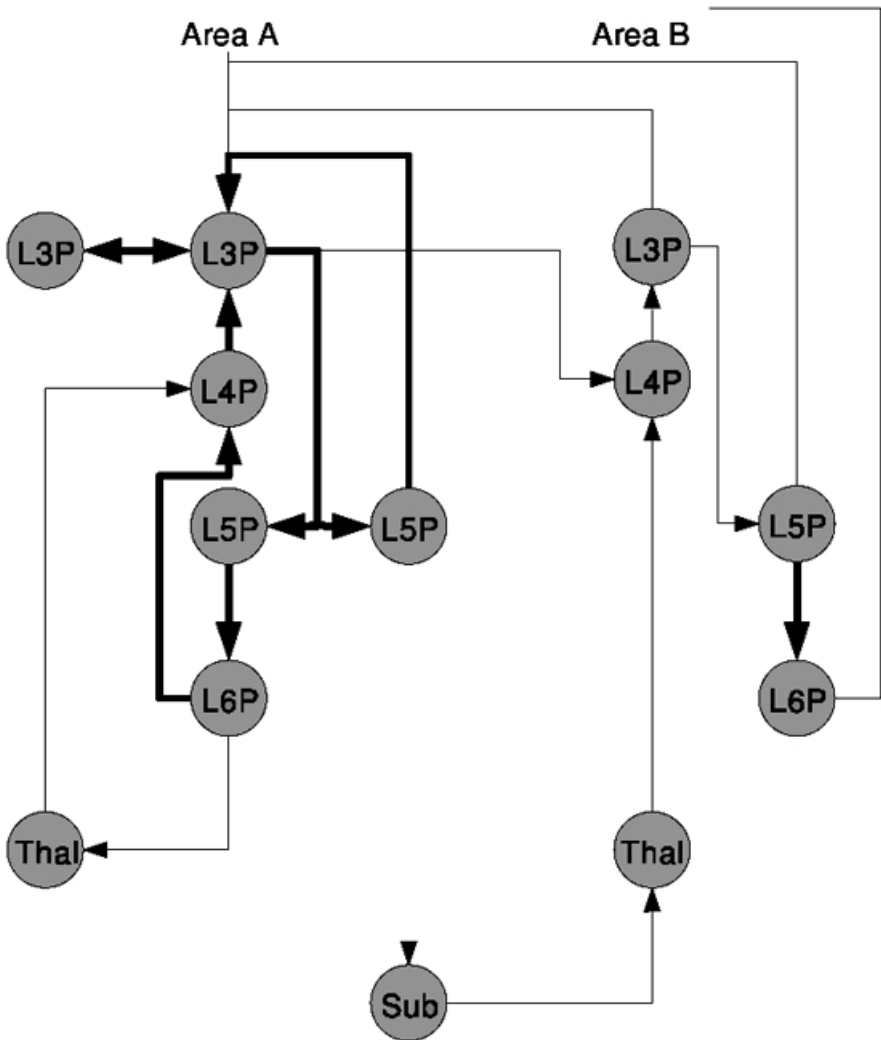 Area A Area B
L3P L3P L3P
L4P L4P
L5P L5P L5P
L6P L6P
Thal Thal
Sub